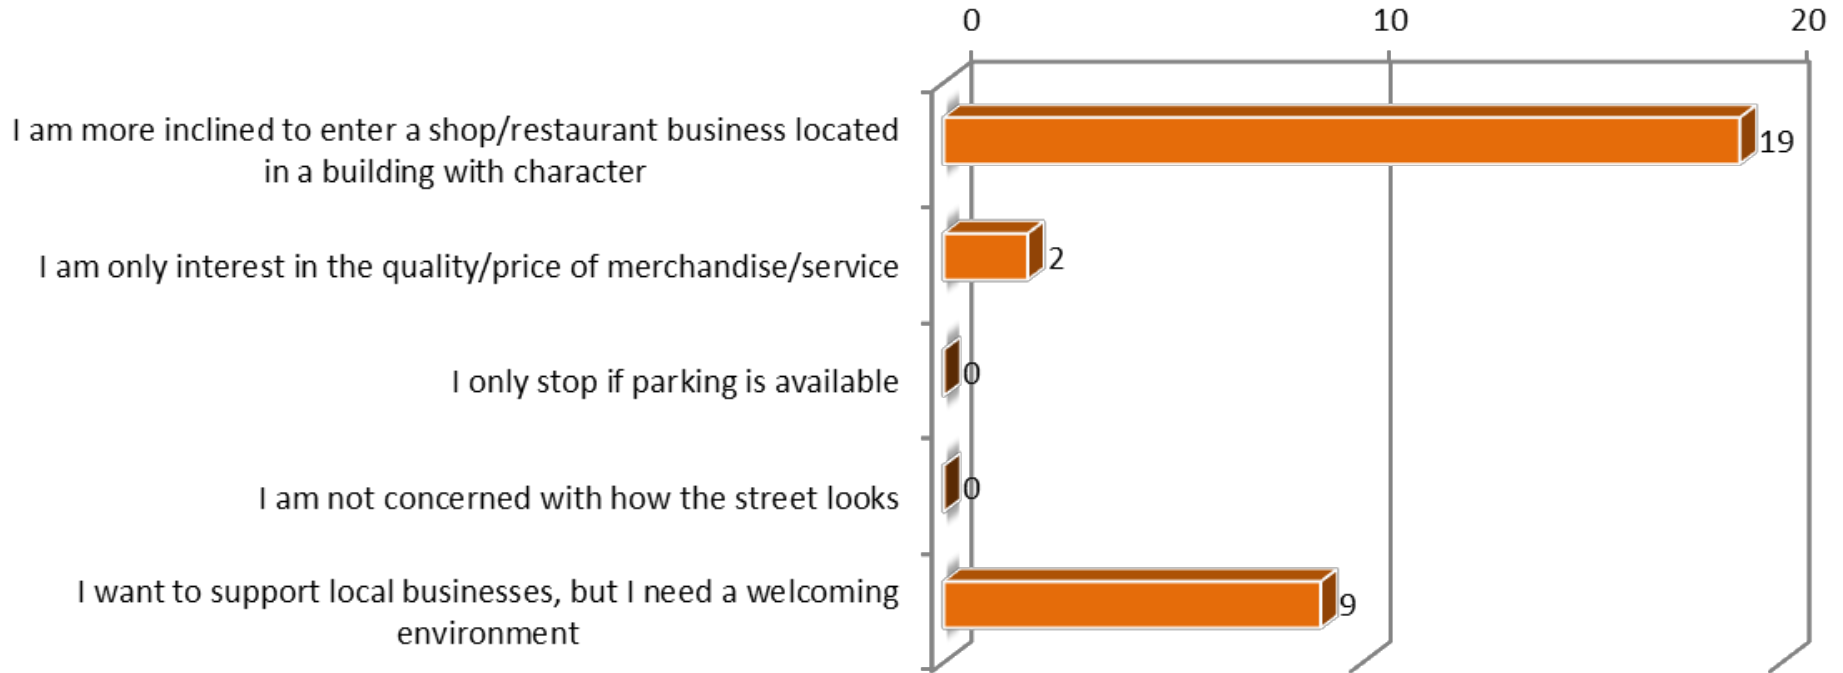 0 10 20
I am more inclined to enter a shop/restaurant business located
in a building with character
19
I am only interest in the quality/price of merchandise/service
2
I only stop if parking is available
0
I am not concerned with how the street looks
0
I want to support local businesses, but I need a welcoming
environment
9